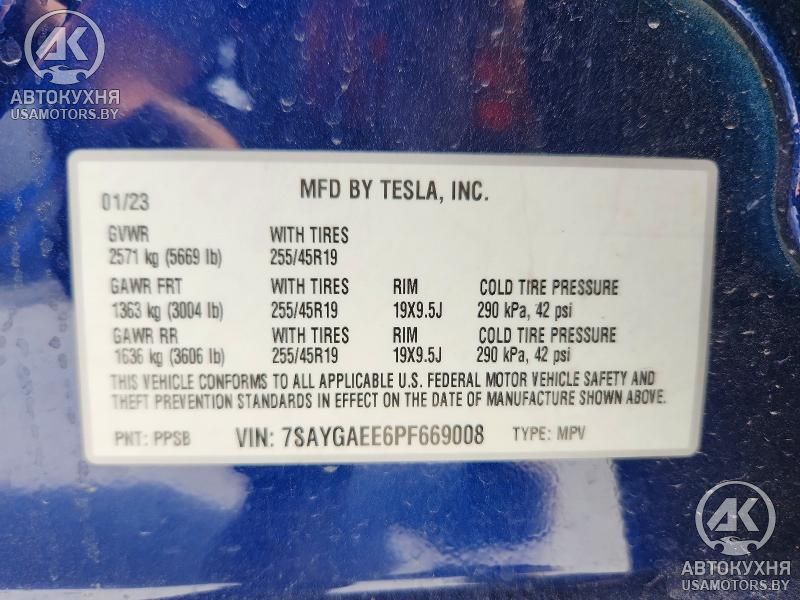 AK
АВТОКУХНЯ
USAMOTORS.BY
MFD BY TESLA, INC.
01/23
GVWR WITH TIRES
2571 kg (5669 lb) 255/45R19
GAWR FRT WITH TIRES RIM COLD TIRE PRESSURE
1363 kg (3004 lb) 255/45R19 19X9.5J 290 kPa, 42 psi
GAWR RR WITH TIRES RIM COLD TIRE PRESSURE
1636 kg (3606 lb) 255/45R19 19X9.5J 290 kPa, 42 psi
THIS VEHICLE CONFORMS TO ALL APPLICABLE U.S. FEDERAL MOTOR VEHICLE SAFETY AND
THEFT PREVENTION STANDARDS IN EFFECT ON THE DATE OF MANUFACTURE SHOWN ABOVE.
PNT: PPSB VIN: 7SAYGAEE6PF669008 TYPE: MPV
AK
АВТОКУХНЯ
USAMOTORS.BY